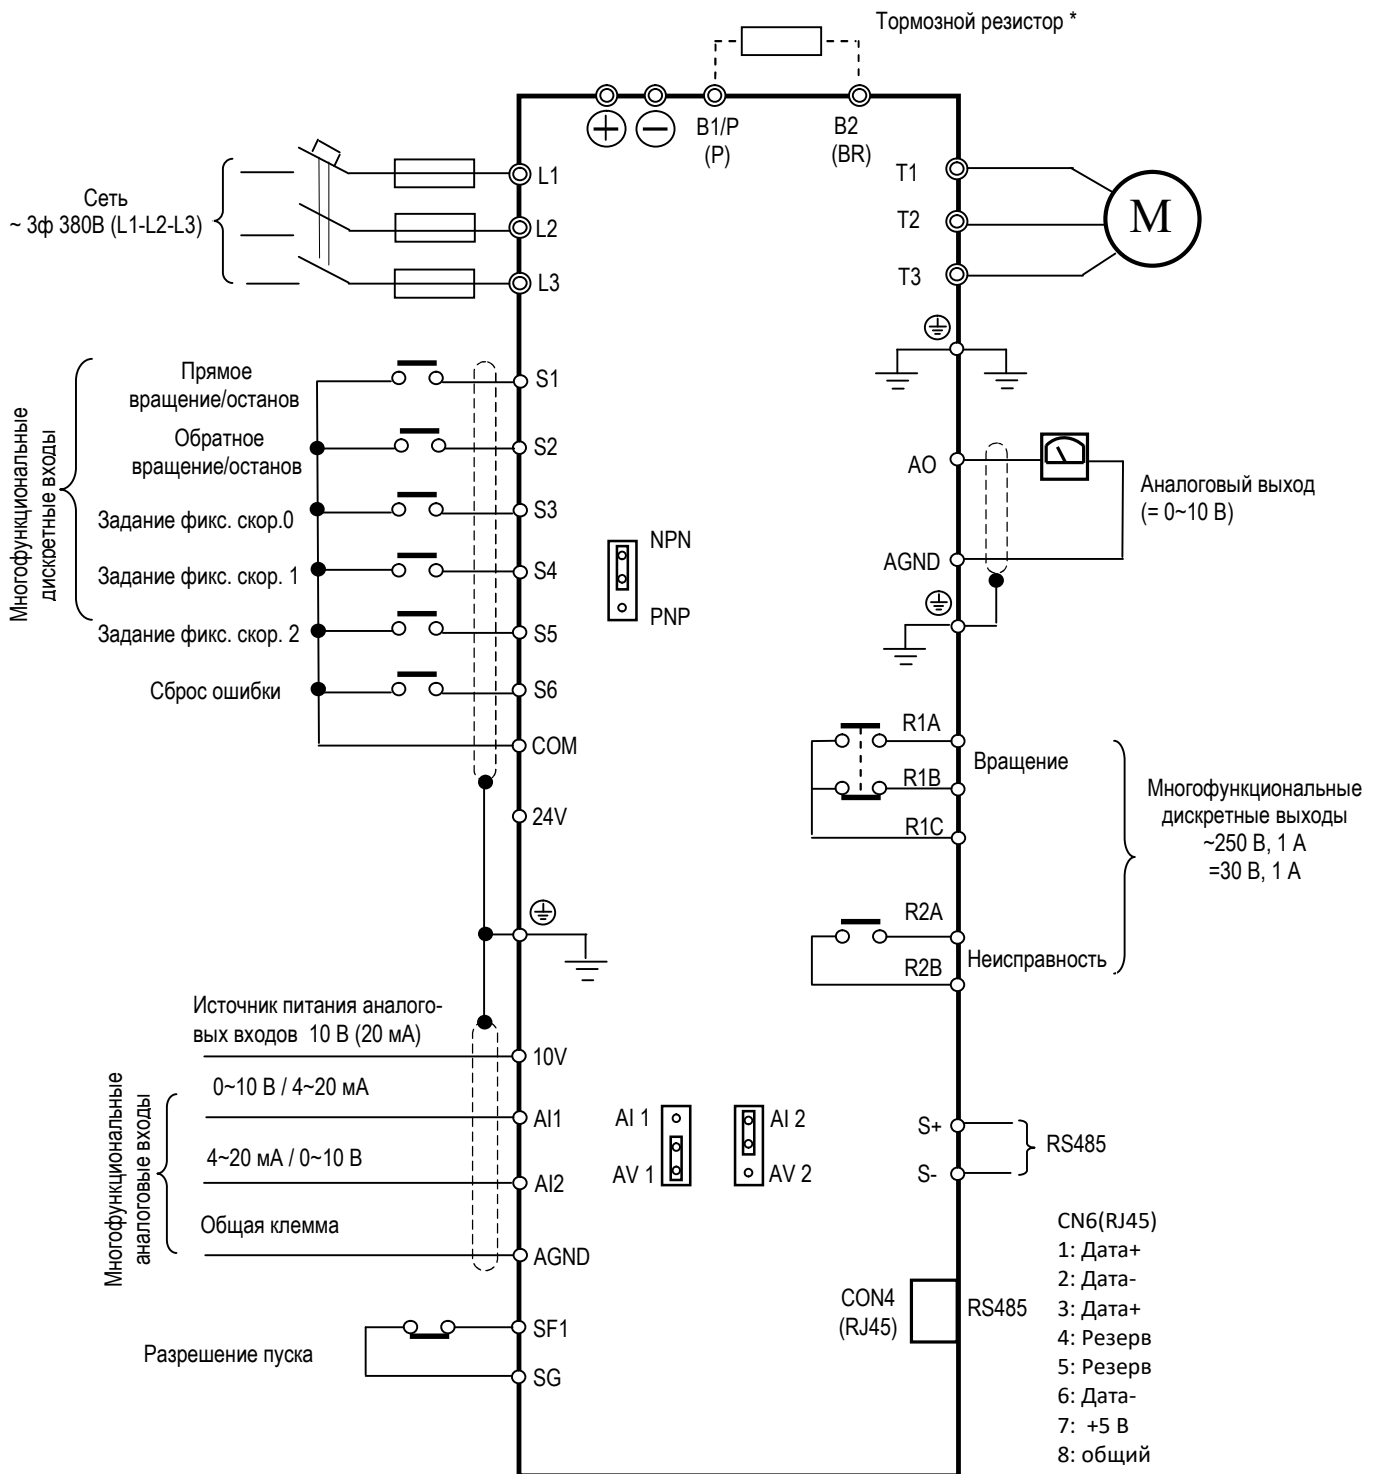 Тормозной резистор *
B1/P
(P)
B2
(BR)
Сеть
~ 3ф 380В (L1-L2-L3)
L1
L2
L3
T1
T2
T3
M
Многофункциональные
дискретные входы
Прямое
вращение/останов
S1
Обратное
вращение/останов
S2
Задание фикс. скор.0
S3
Задание фикс. скор. 1
S4
Задание фикс. скор. 2
S5
Сброс ошибки
S6
COM
24V
NPN
PNP
AO
AGND
Аналоговый выход
(= 0~10 В)
R1A
R1B
R1C
Вращение
R2A
R2B
Неисправность
Многофункциональные
дискретные выходы
~250 В, 1 А
=30 В, 1 А
Источник питания аналого-
вых входов 10 В (20 мА)
10V
Многофункциональные
аналоговые входы
0~10 В / 4~20 мА
AI1
4~20 мА / 0~10 В
AI2
Общая клемма
AGND
AI 1
AV 1
AI 2
AV 2
S+
S-
RS485
Разрешение пуска
SF1
SG
CON4
(RJ45)
RS485
CN6(RJ45)
1: Дата+
2: Дата-
3: Дата+
4: Резерв
5: Резерв
6: Дата-
7: +5 В
8: общий